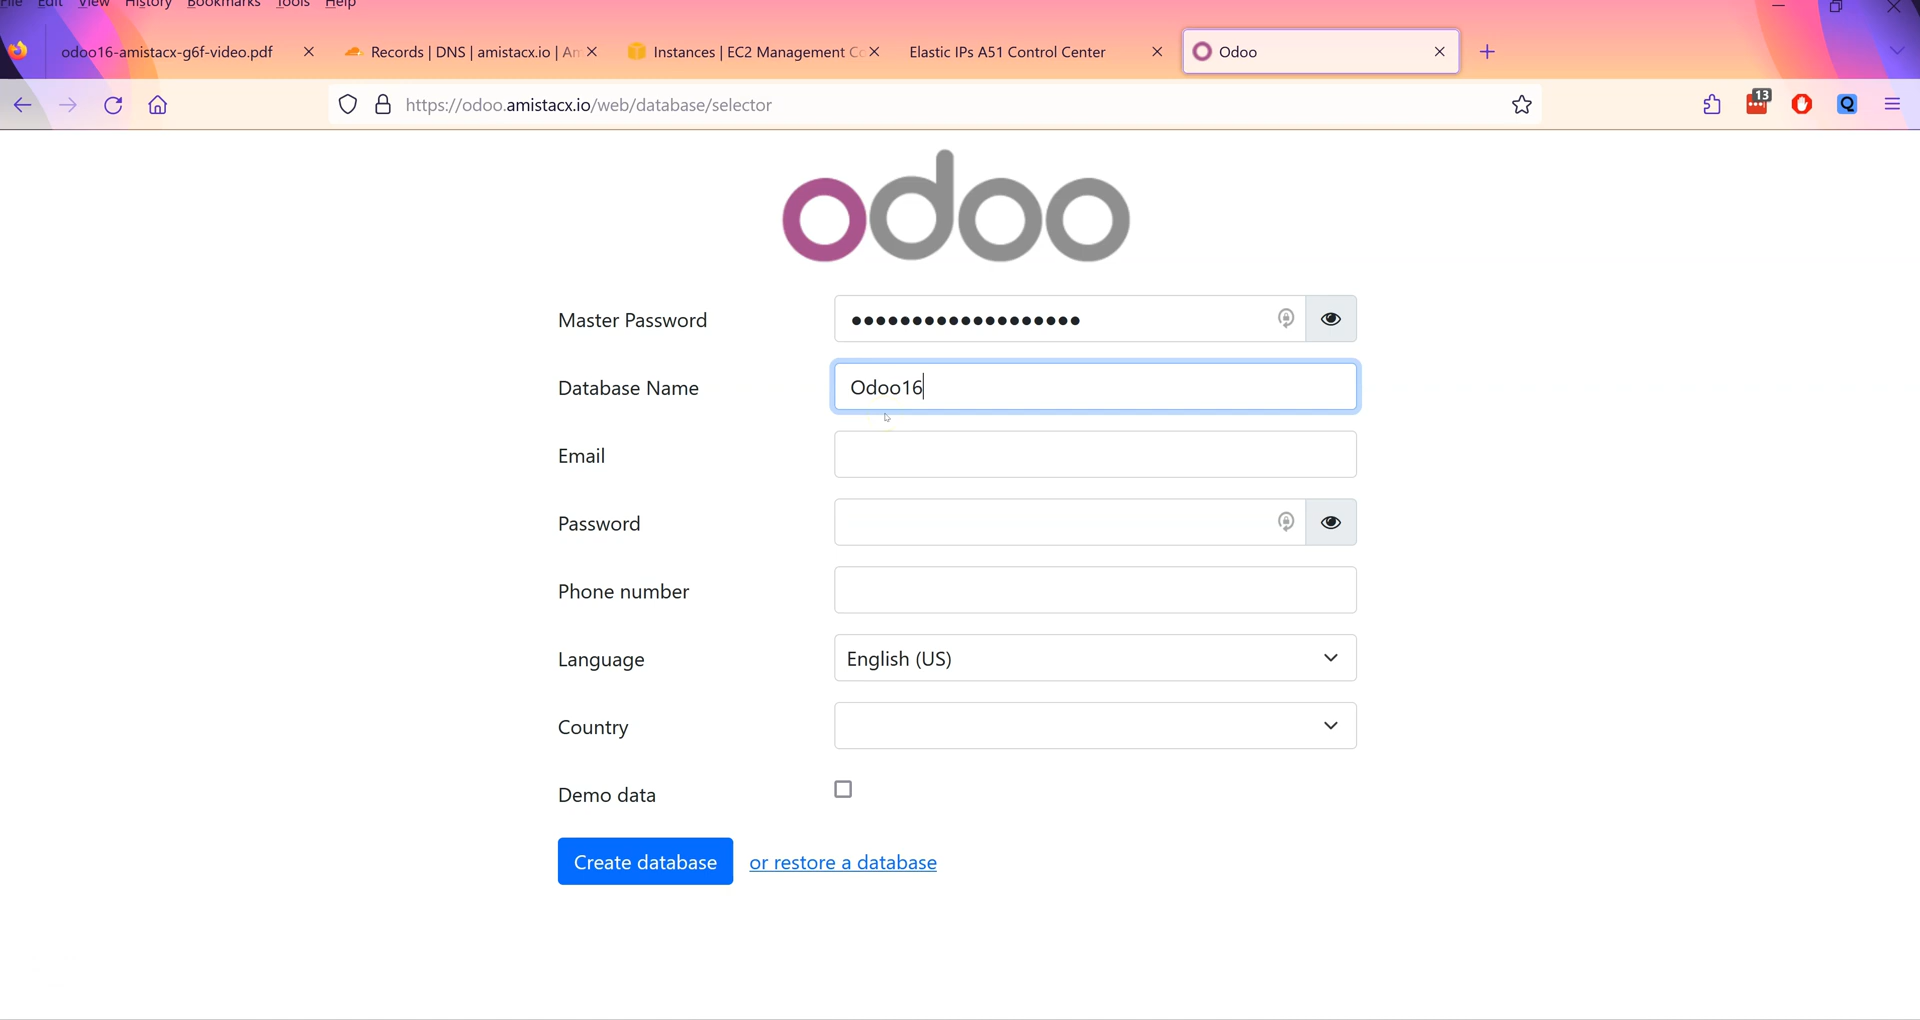 File Edit View History Bookmarks Tools Help
odoo16-amistacx-g6f-video.pdf Records | DNS | amistacx.io | Am Instances | EC2 Management Co Elastic IPs A51 Control Center Odoo
https://odoo.amistacx.io/web/database/selector
13
Q
odoo
Master Password
Database Name Odoo16
Email
Password
Phone number
Language English (US)
Country
Demo data
Create database or restore a database